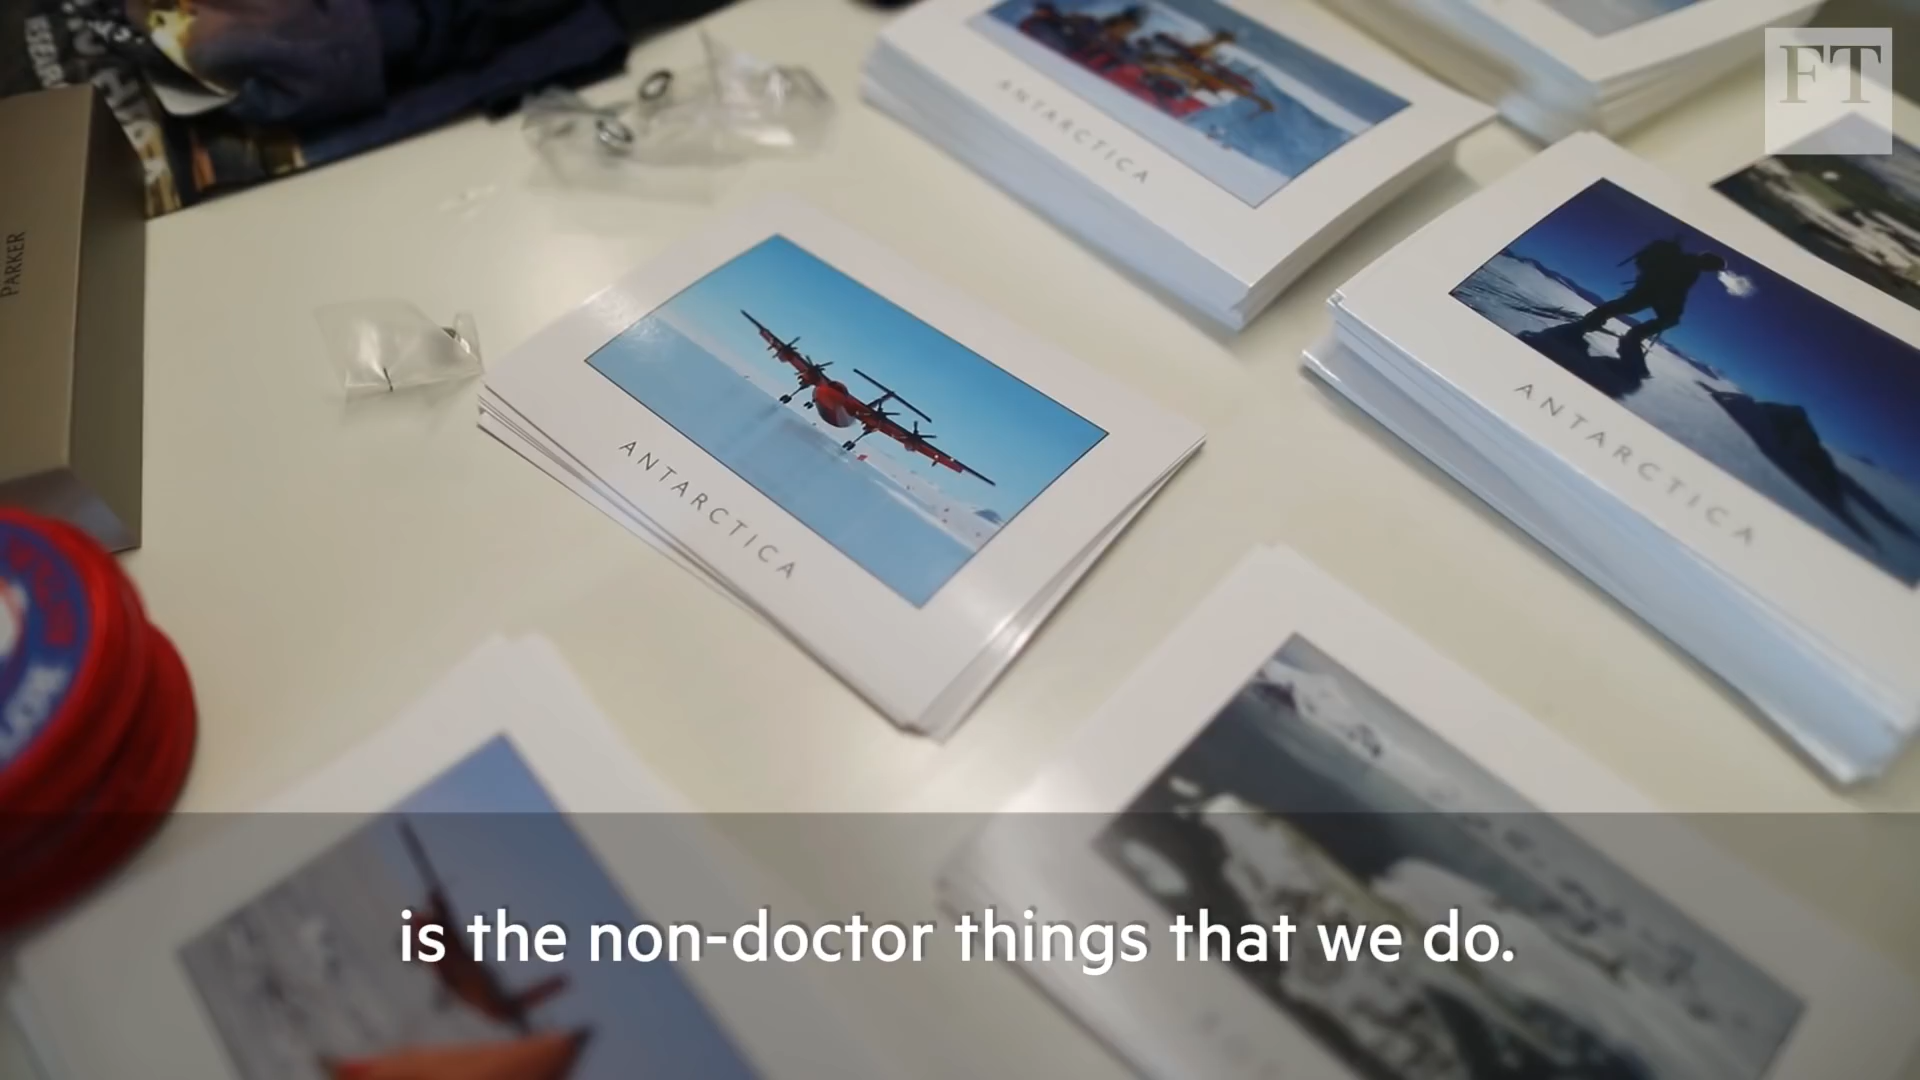 FT
ANTARCTICA
PARKER
ANTARCTICA
ANTARCTICA
is the non-doctor things that we do.